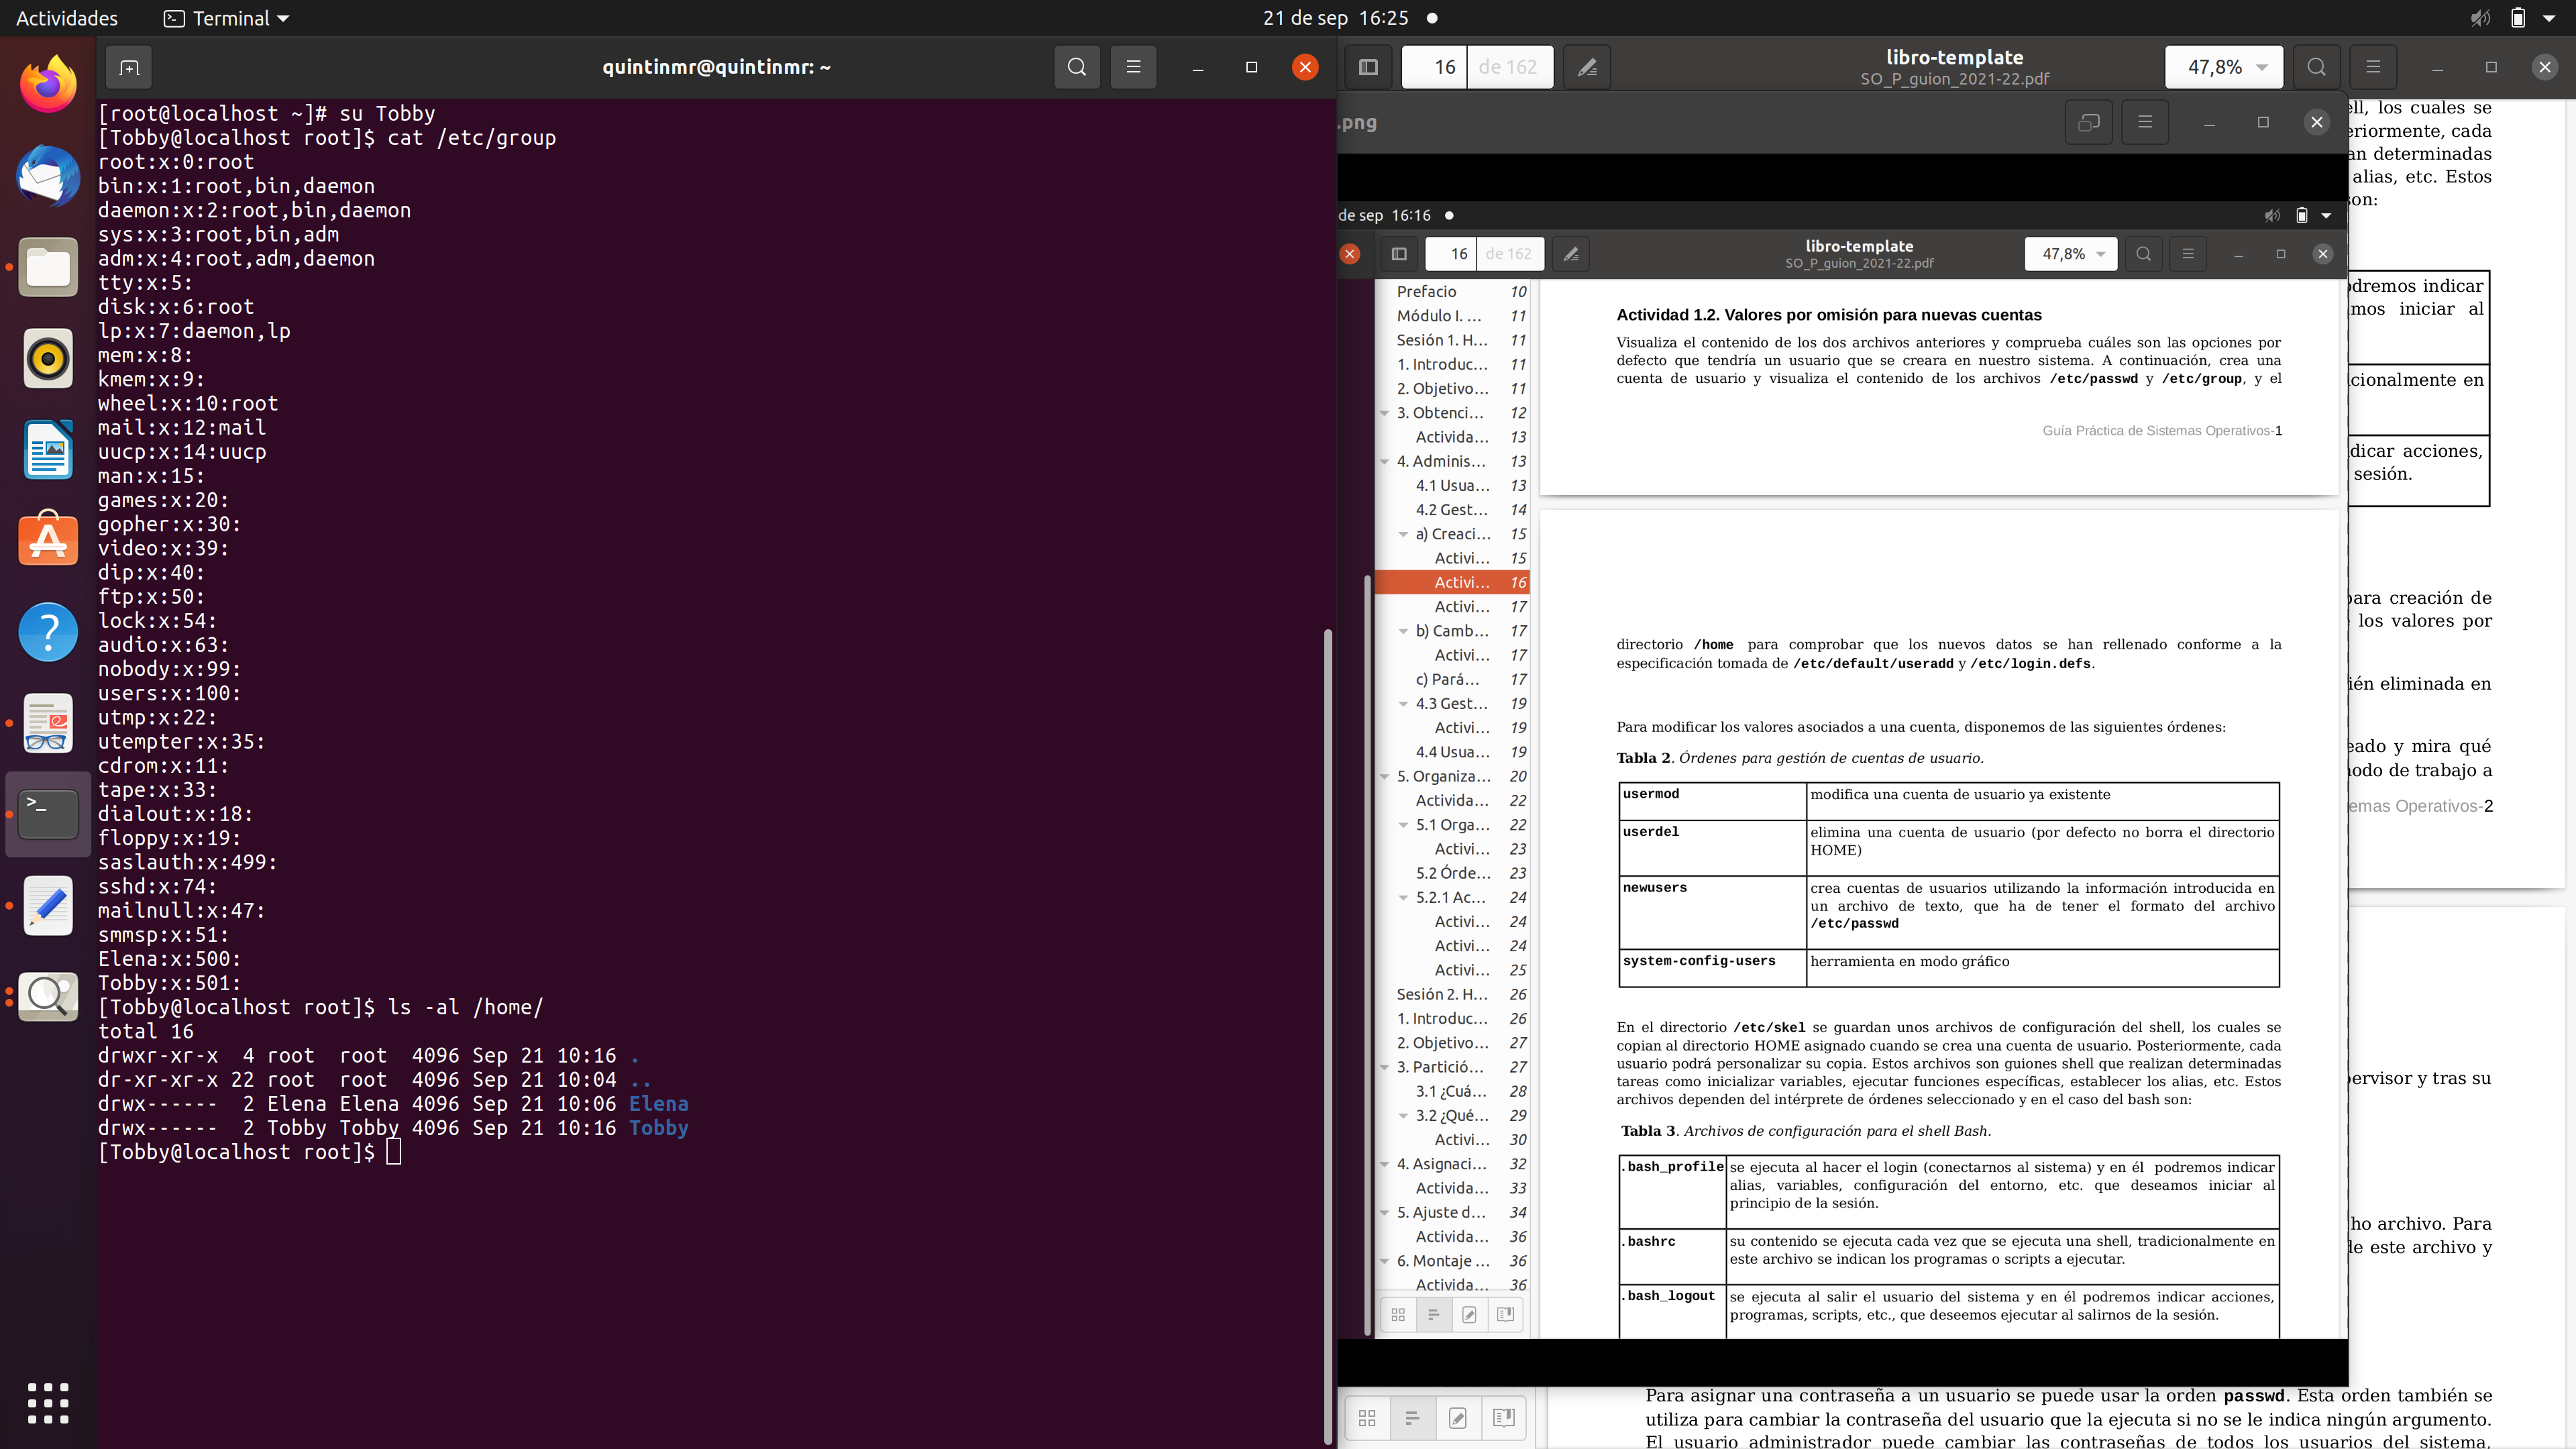 Actividades
Terminal
21 de sep 16:25
quintinmr@quintinmr: ~
[root@localhost ~]# su Tobby
[Tobby@localhost root]$ cat /etc/group
root:x:0:root
bin:x:1:root,bin,daemon
daemon:x:2:root,bin,daemon
sys:x:3:root,bin,adm
adm:x:4:root,adm,daemon
tty:x:5:
disk:x:6:root
lp:x:7:daemon,lp
mem:x:8:
kmem:x:9:
wheel:x:10:root
mail:x:12:mail
uucp:x:14:uucp
man:x:15:
games:x:20:
gopher:x:30:
video:x:39:
dip:x:40:
ftp:x:50:
lock:x:54:
audio:x:63:
nobody:x:99:
users:x:100:
utmp:x:22:
utempter:x:35:
cdrom:x:11:
tape:x:33:
dialout:x:18:
floppy:x:19:
saslauth:x:499:
sshd:x:74:
mailnull:x:47:
smmsp:x:51:
Elena:x:500:
Tobby:x:501:
[Tobby@localhost root]$ ls -al /home/
total 16
drwxr-xr-x  4 root  root  4096 Sep 21 10:16 .
dr-xr-xr-x 22 root  root  4096 Sep 21 10:04 ..
drwx------  2 Elena Elena 4096 Sep 21 10:06 Elena
drwx------  2 Tobby Tobby 4096 Sep 21 10:16 Tobby
[Tobby@localhost root]$
16 de 162
libro-template
SO_P_guion_2021-22.pdf
47,8%
.png
de sep 16:16
16 de 162
libro-template
SO_P_guion_2021-22.pdf
47,8%
Prefacio 10
Módulo I. ... 11
Sesión 1. H... 11
1. Introduc... 11
2. Objetivo... 11
3. Obtenci... 12
Activida... 13
4. Adminis... 13
4.1 Usua... 13
4.2 Gest... 14
a) Creaci... 15
Activi... 15
Activi... 16
Activi... 17
b) Camb... 17
Activi... 17
c) Pará... 17
4.3 Gest... 19
Activi... 19
4.4 Usua... 19
5. Organiza... 20
Activida... 22
5.1 Orga... 22
Activi... 23
5.2 Órde... 23
5.2.1 Ac... 24
Activi... 24
Activi... 24
Activi... 25
Sesión 2. H... 26
1. Introduc... 26
2. Objetivo... 27
3. Partició... 27
3.1 ¿Cuá... 28
3.2 ¿Qué... 29
Activi... 30
4. Asignaci... 32
Activida... 33
5. Ajuste d... 34
Activida... 36
6. Montaje ... 36
Activida... 36
Actividad 1.2. Valores por omisión para nuevas cuentas
Visualiza el contenido de los dos archivos anteriores y comprueba cuáles son las opciones por
defecto que tendría un usuario que se creara en nuestro sistema. A continuación, crea una
cuenta de usuario y visualiza el contenido de los archivos /etc/passwd y /etc/group, y el
Guía Práctica de Sistemas Operativos-1
directorio /home para comprobar que los nuevos datos se han rellenado conforme a la
especificación tomada de /etc/default/useradd y /etc/login.defs.
Para modificar los valores asociados a una cuenta, disponemos de las siguientes órdenes:
Tabla 2. Órdenes para gestión de cuentas de usuario.
usermod modifica una cuenta de usuario ya existente
userdel elimina una cuenta de usuario (por defecto no borra el directorio
HOME)
newusers crea cuentas de usuarios utilizando la información introducida en
un archivo de texto, que ha de tener el formato del archivo
/etc/passwd
system-config-users herramienta en modo gráfico
En el directorio /etc/skel se guardan unos archivos de configuración del shell, los cuales se
copian al directorio HOME asignado cuando se crea una cuenta de usuario. Posteriormente, cada
usuario podrá personalizar su copia. Estos archivos son guiones shell que realizan determinadas
tareas como inicializar variables, ejecutar funciones específicas, establecer los alias, etc. Estos
archivos dependen del intérprete de órdenes seleccionado y en el caso del bash son:
Tabla 3. Archivos de configuración para el shell Bash.
.bash_profile se ejecuta al hacer el login (conectarnos al sistema) y en él podremos indicar
alias, variables, configuración del entorno, etc. que deseamos iniciar al
principio de la sesión.
.bashrc su contenido se ejecuta cada vez que se ejecuta una shell, tradicionalmente en
este archivo se indican los programas o scripts a ejecutar.
.bash_logout se ejecuta al salir el usuario del sistema y en él podremos indicar acciones,
programas, scripts, etc., que deseemos ejecutar al salirnos de la sesión.
ell, los cuales se
eriormente, cada
an determinadas
alias, etc. Estos
son:
odremos indicar
mos iniciar al
cionalmente en
dicar acciones,
sesión.
para creación de
los valores por
ién eliminada en
eado y mira qué
nodo de trabajo a
emas Operativos-2
ervisor y tras su
ho archivo. Para
de este archivo y
Para asignar una contraseña a un usuario se puede usar la orden passwd. Esta orden también se
utiliza para cambiar la contraseña del usuario que la ejecuta si no se le indica ningún argumento.
El usuario administrador puede cambiar las contraseñas de todos los usuarios del sistema,